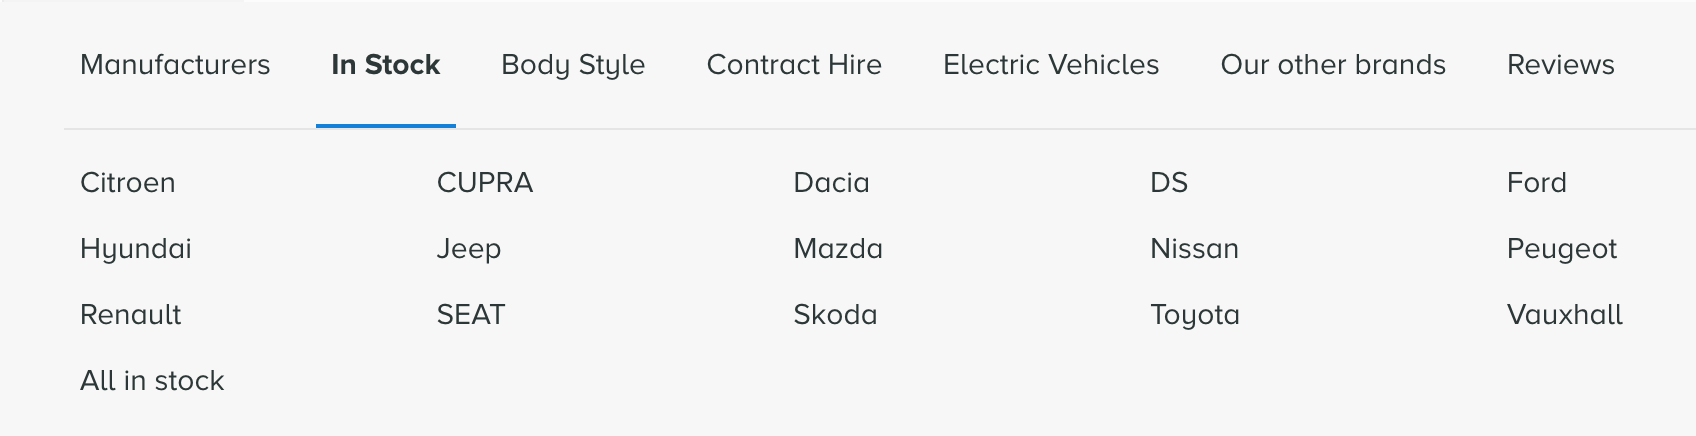 Manufacturers In Stock Body Style Contract Hire Electric Vehicles Our other brands Reviews
Citroen CUPRA Dacia DS Ford
Hyundai Jeep Mazda Nissan Peugeot
Renault SEAT Skoda Toyota Vauxhall
All in stock